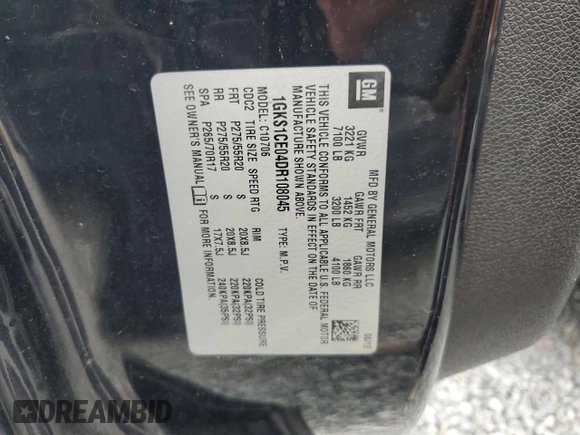 GM
MFD BY GENERAL MOTORS LLC
GVWR GAWR FRT GAWR RR
3221 KG 1452 KG 1860 KG
7100 LB 3200 LB 4100 LB
THIS VEHICLE CONFORMS TO ALL APPLICABLE U.S. FEDERAL MOTOR
VEHICLE SAFETY STANDARDS IN EFFECT ON THE DATE OF
MANUFACTURE SHOWN ABOVE.
1GKS1CE04DR108045 TYPE: M.P.V.
MODEL: C10706
CDC2 TIRE SIZE SPEED RTG RIM COLD TIRE PRESSURE
FRT P275/55R20 S 20X8.5J 220KPA(32PSI)
RR P275/55R20 S 20X8.5J 220KPA(32PSI)
SPA P265/70R17 S 17X7.5J 240KPA(35PSI)
SEE OWNER'S MANUAL FOR MORE INFORMATION.
DREAMBID